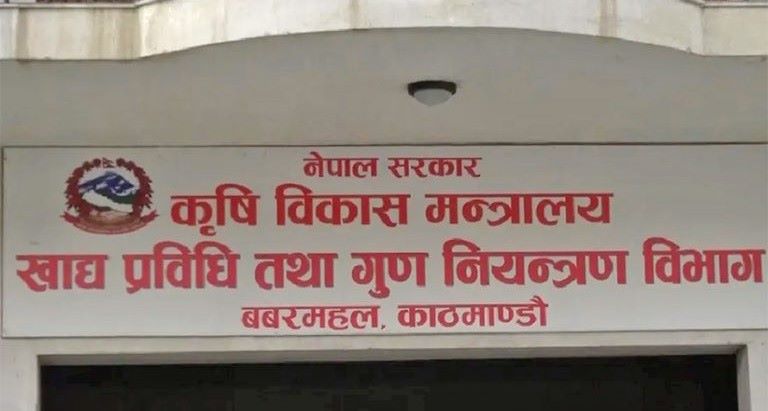 नेपाल सरकार
कृषि विकास मन्त्रालय
खाद्य प्रविधि तथा गुण नियन्त्रण विभाग
बबरमहल, काठमाण्डौ